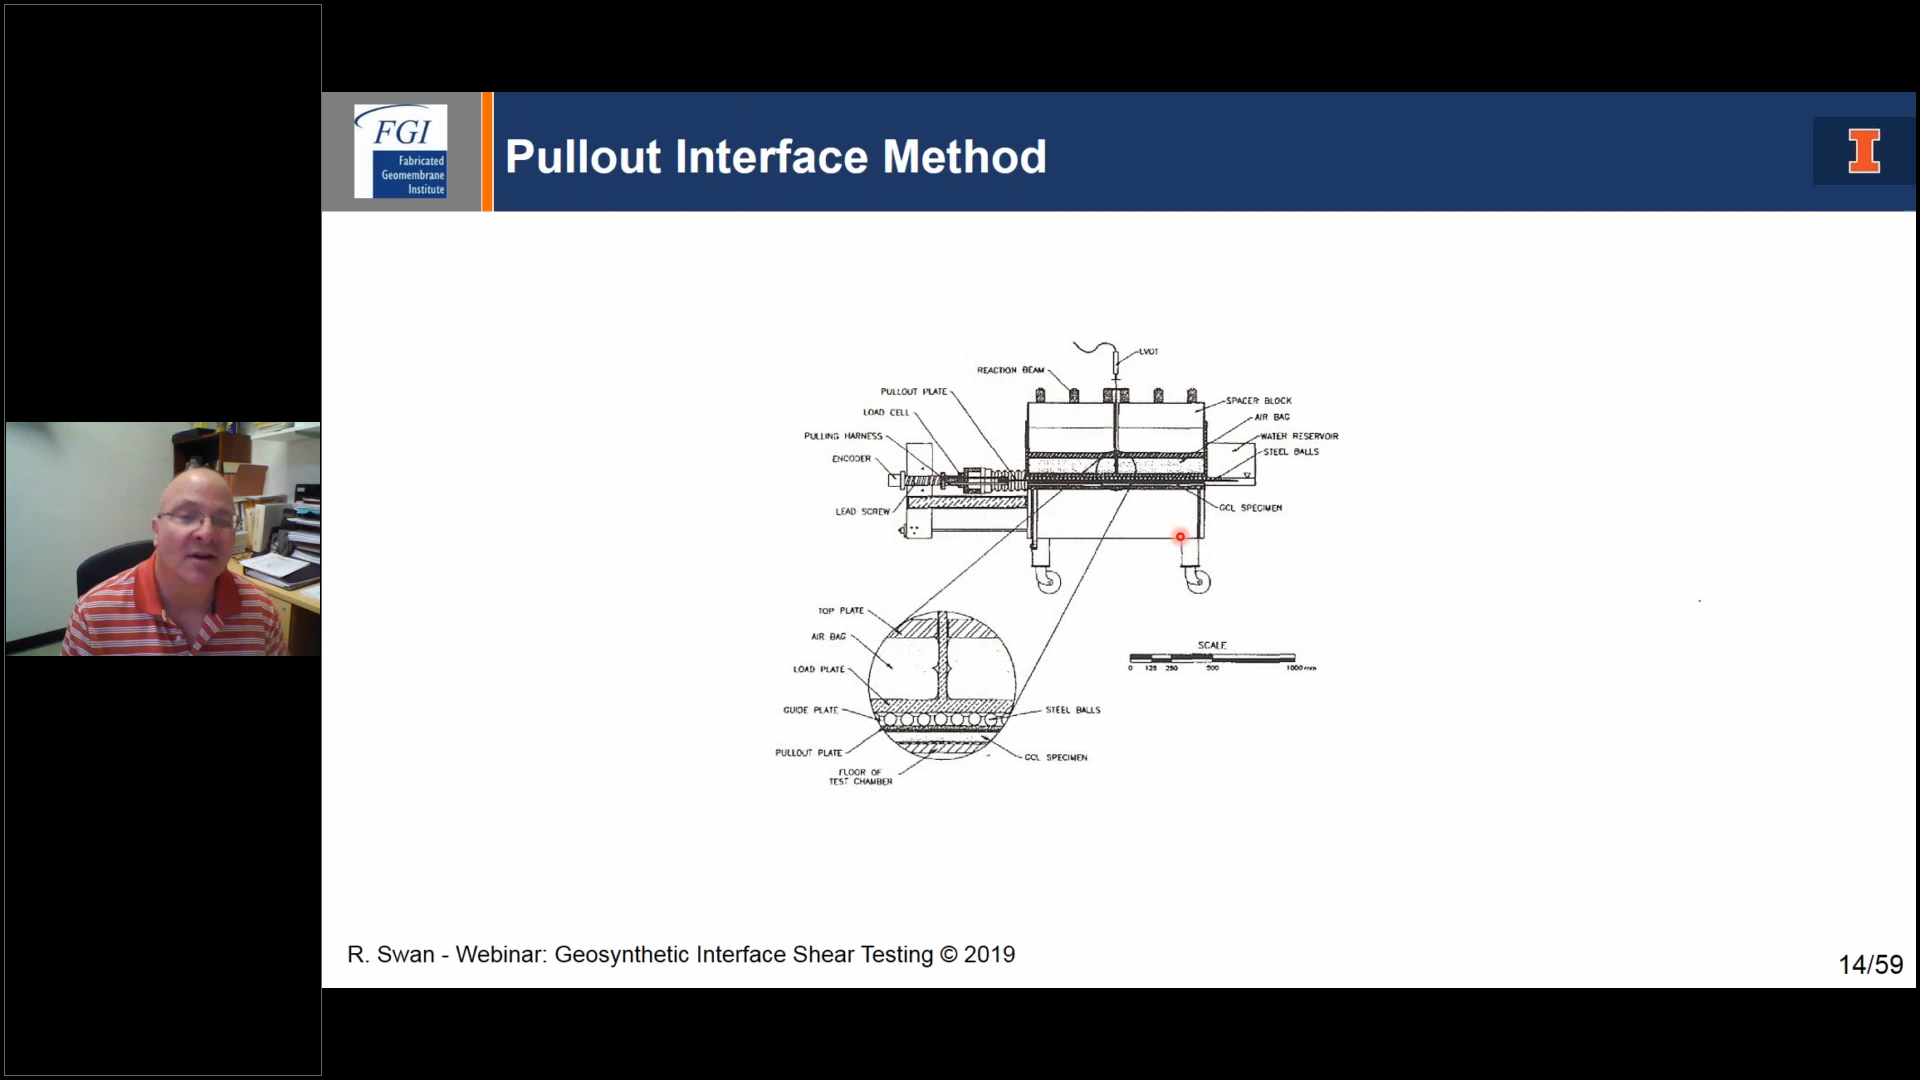 FGI
Fabricated
Geomembrane
Institute
Pullout Interface Method
I
LVDT
REACTION BEAM
PULLOUT PLATE
SPACER BLOCK
LOAD CELL
AIR BAG
PULLING HARNESS
WATER RESERVOIR
ENCODER
STEEL BALLS
LEAD SCREW
GCL SPECIMEN
TOP PLATE
AIR BAG
SCALE
0 125 250 500 1000 mm
LOAD PLATE
GUIDE PLATE
STEEL BALLS
PULLOUT PLATE
GCL SPECIMEN
FLOOR OF
TEST CHAMBER
R. Swan - Webinar: Geosynthetic Interface Shear Testing © 2019
14/59